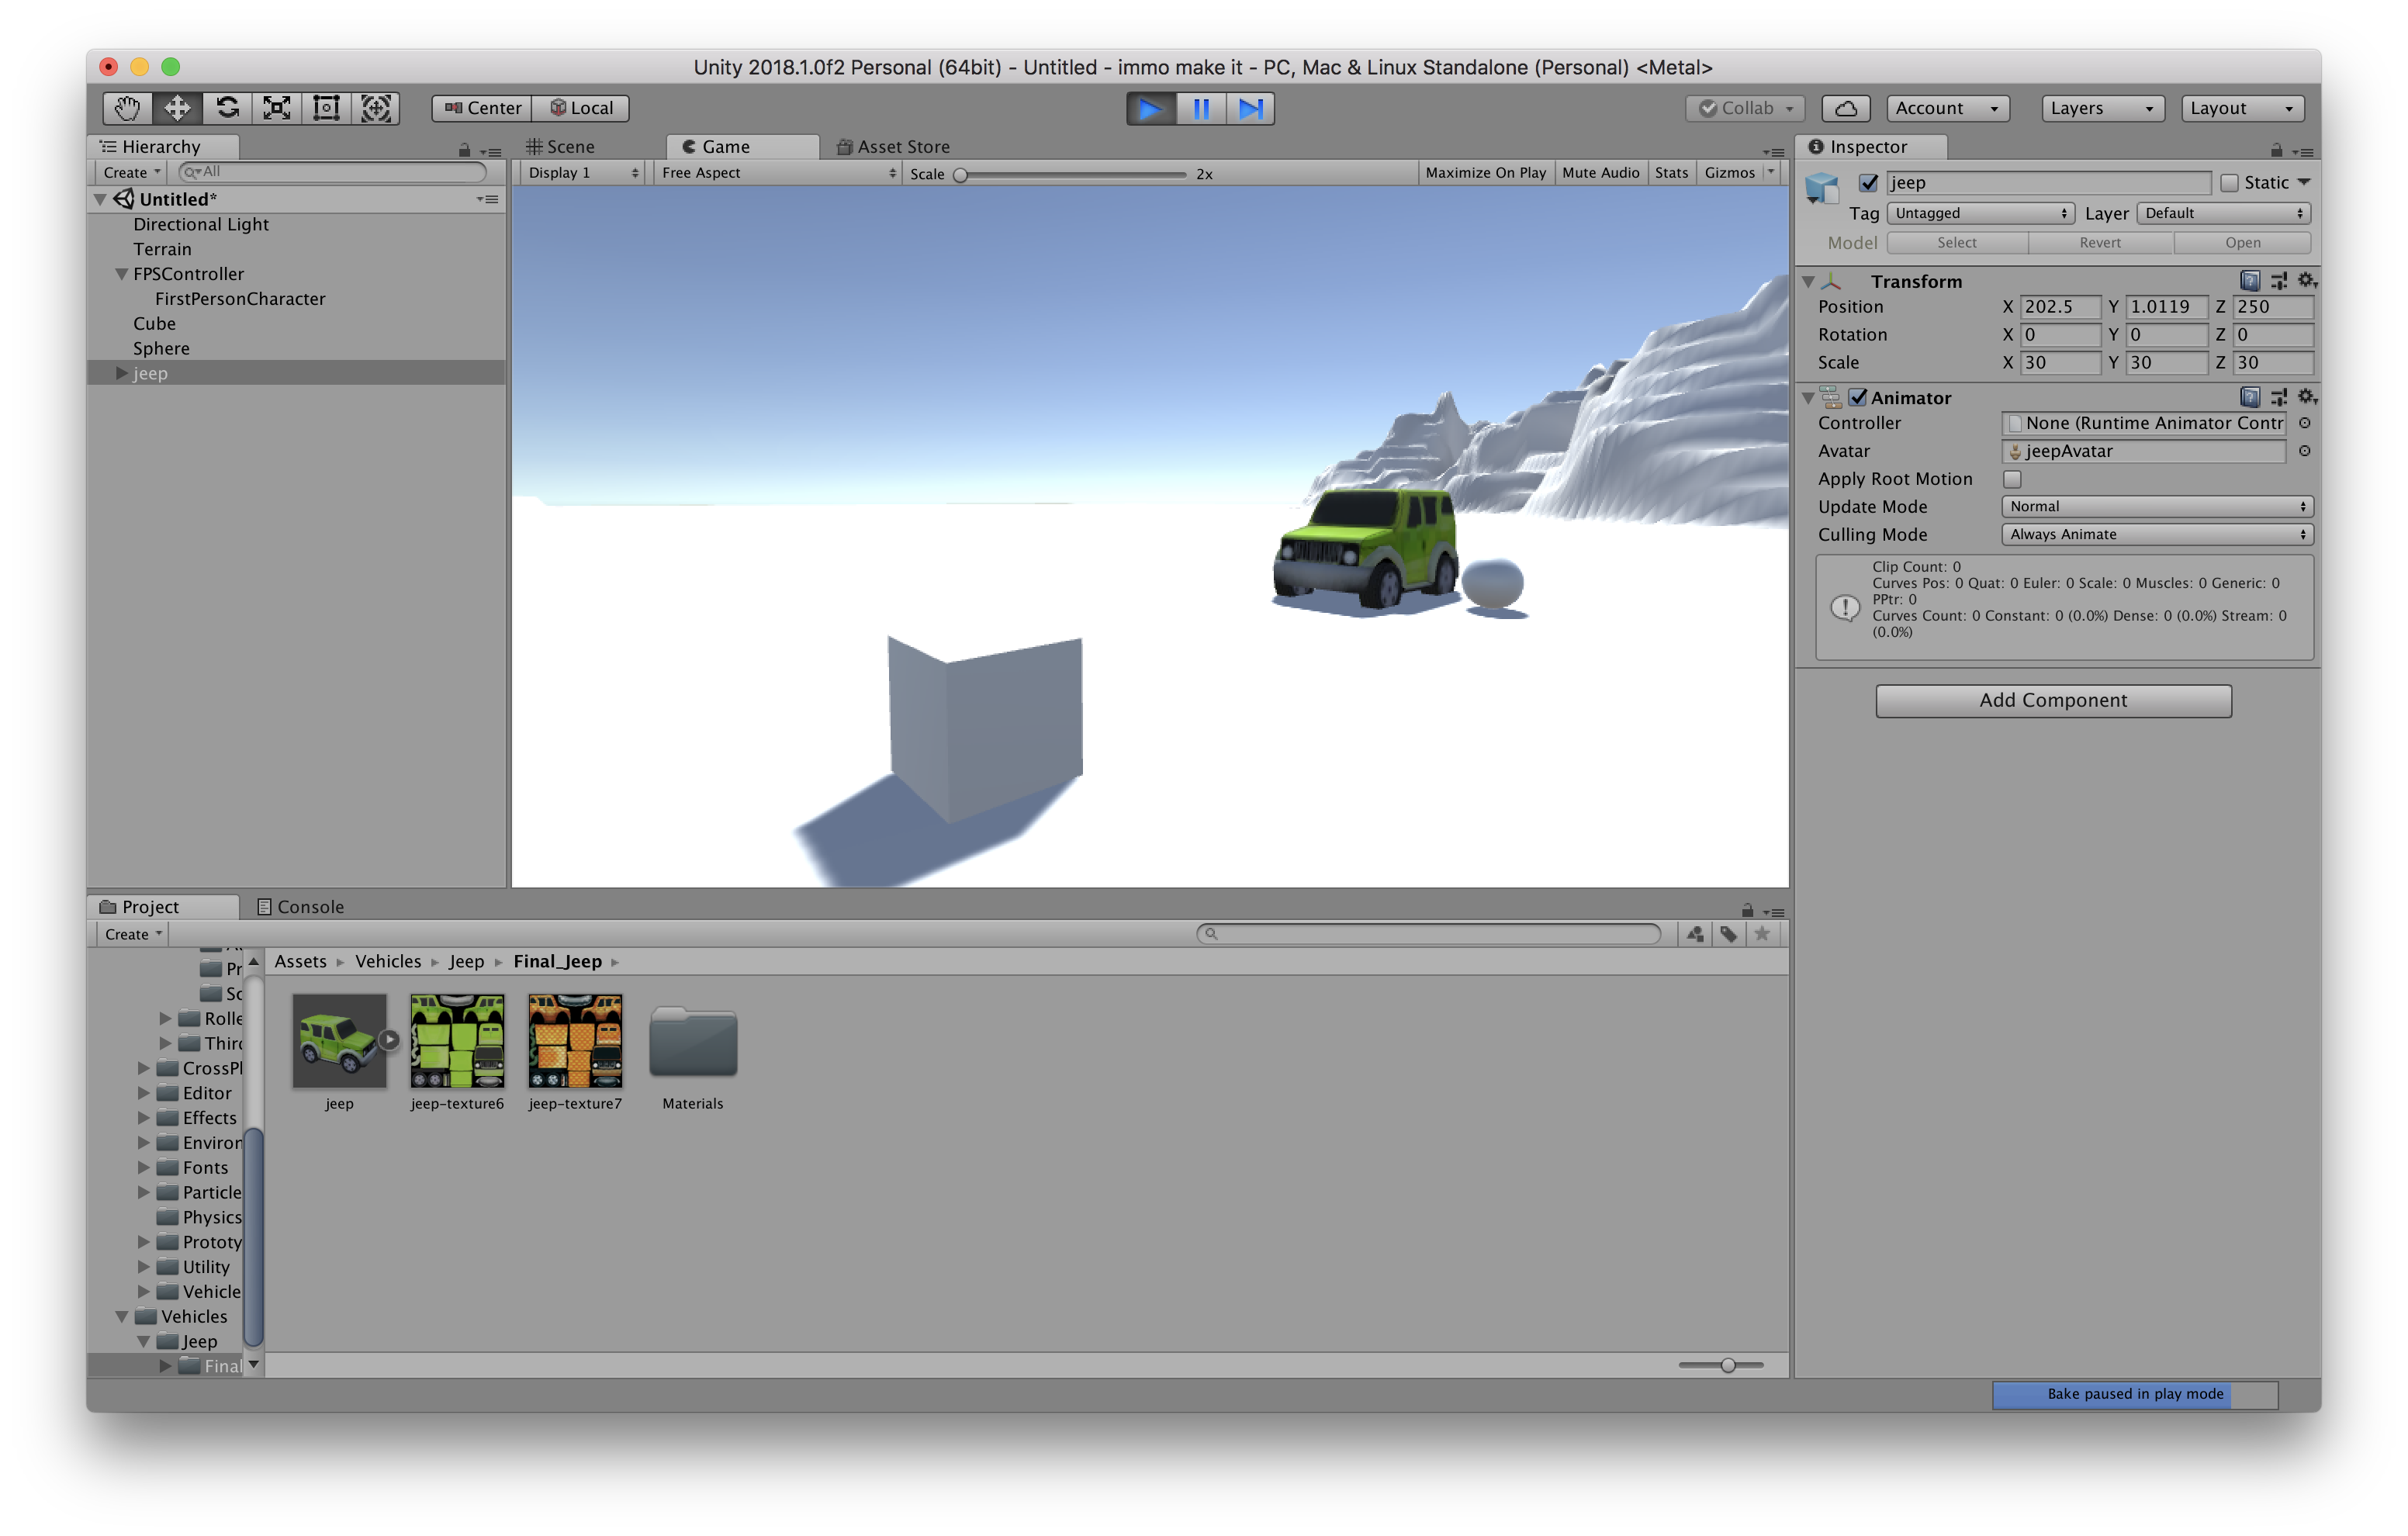 Unity 2018.1.0f2 Personal (64bit) - Untitled - immo make it - PC, Mac & Linux Standalone (Personal) <Metal>
Center Local Collab Account Layers Layout
Hierarchy
Create All
Untitled*
Directional Light
Terrain
FPSController
FirstPersonCharacter
Cube
Sphere
jeep
Scene Game Asset Store
Display 1 Free Aspect Scale 2x Maximize On Play Mute Audio Stats Gizmos
Inspector
jeep Static
Tag Untagged Layer Default
Model Select Revert Open
Transform
Position X 202.5 Y 1.0119 Z 250
Rotation X 0 Y 0 Z 0
Scale X 30 Y 30 Z 30
Animator
Controller None (Runtime Animator Contr
Avatar jeepAvatar
Apply Root Motion
Update Mode Normal
Culling Mode Always Animate
Clip Count: 0
Curves Pos: 0 Quat: 0 Euler: 0 Scale: 0 Muscles: 0 Generic: 0
PPtr: 0
Curves Count: 0 Constant: 0 (0.0%) Dense: 0 (0.0%) Stream: 0
(0.0%)
Add Component
Project Console
Create
Pr
Sc
Rolle
Third
CrossPl
Editor
Effects
Environ
Fonts
Particle
Physics
Prototy
Utility
Vehicle
Vehicles
Jeep
Final
Assets Vehicles Jeep Final_Jeep
jeep jeep-texture6 jeep-texture7 Materials
Bake paused in play mode